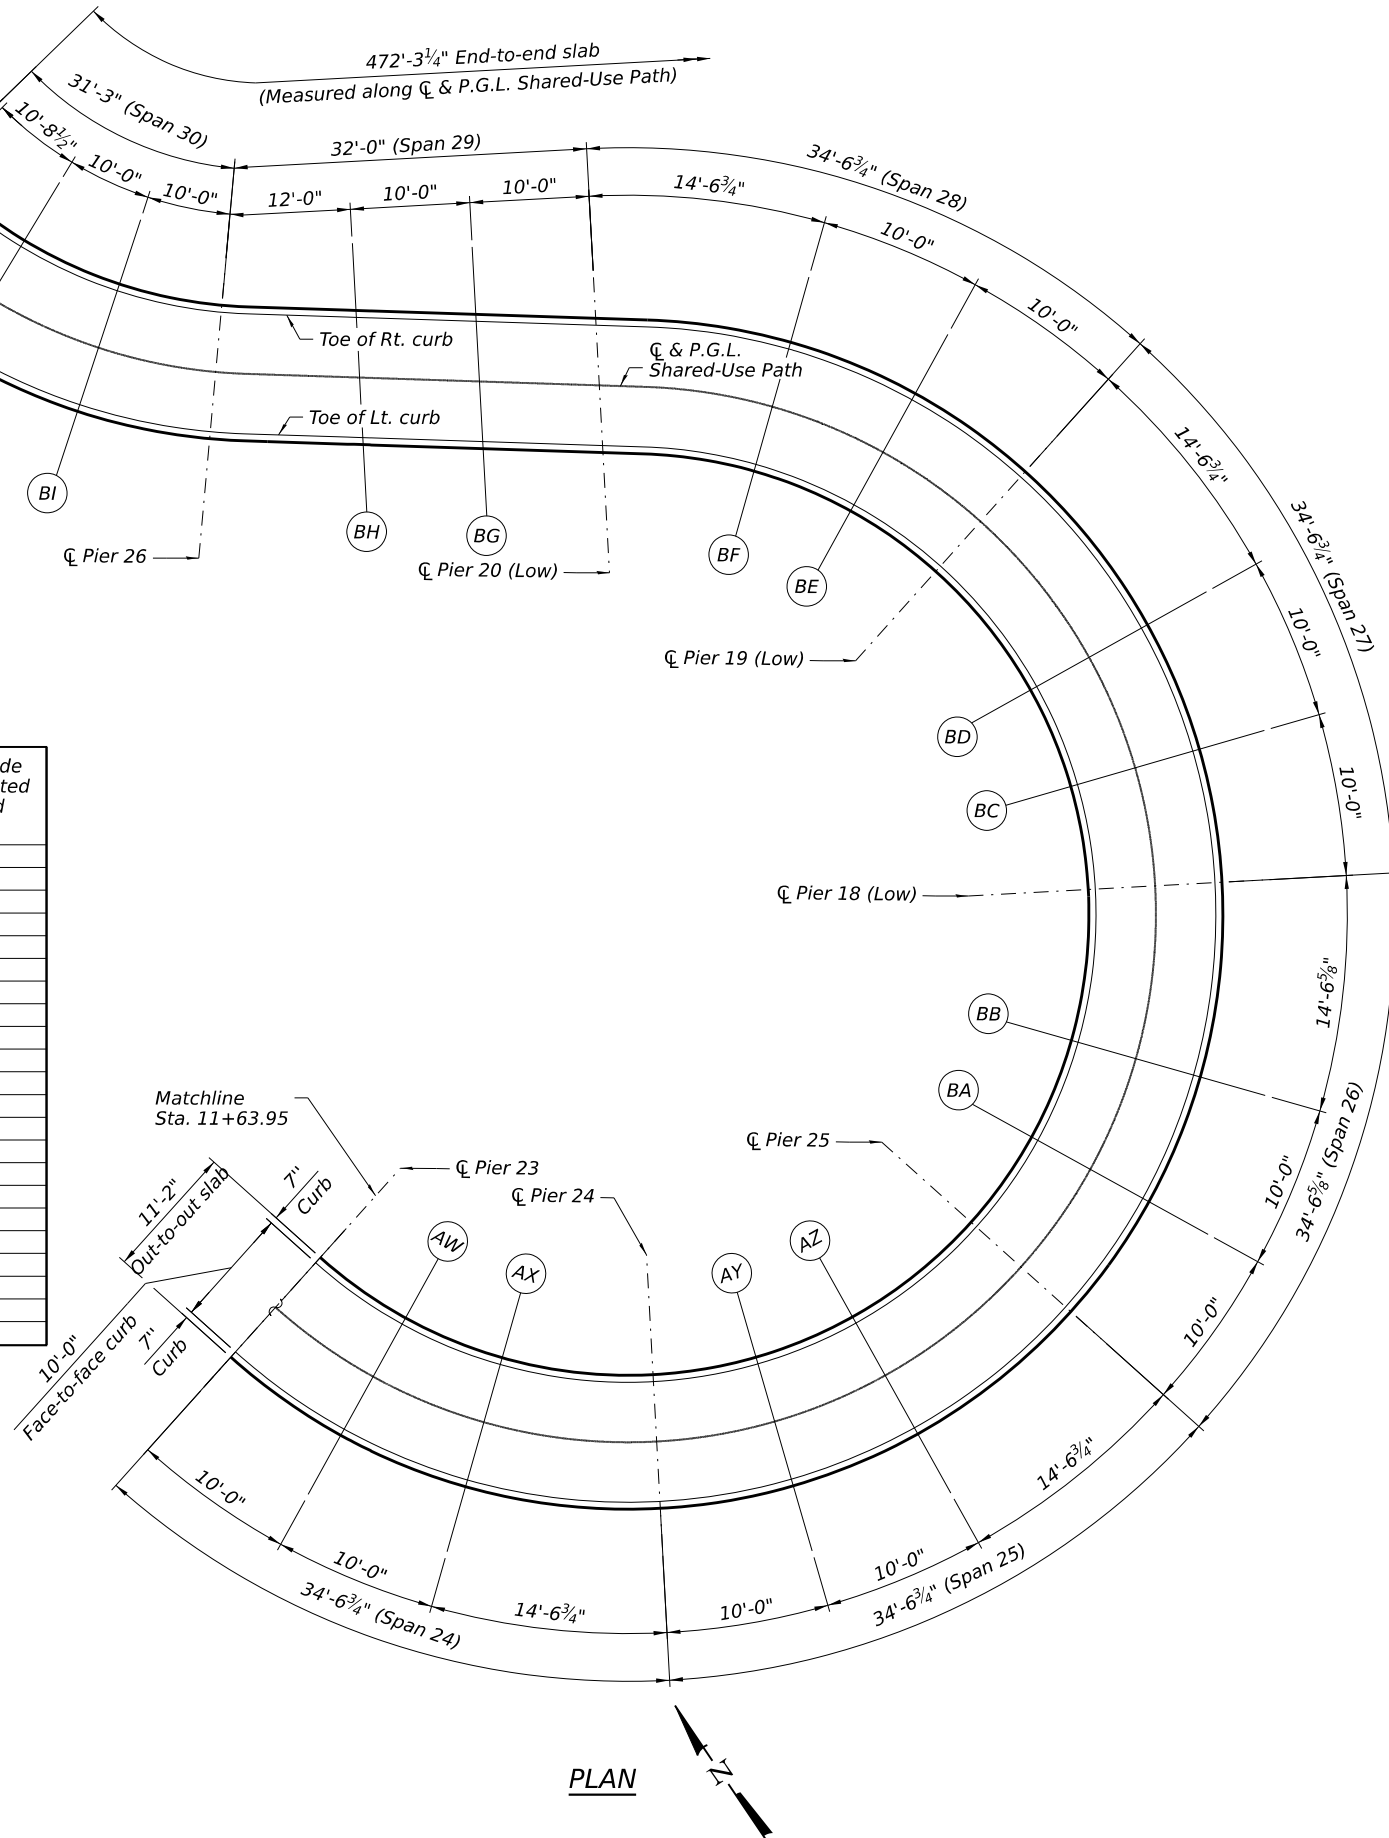 472'-3¼" End-to-end slab
(Measured along ℄ & P.G.L. Shared-Use Path)
31'-3" (Span 30)
10'-8½"
10'-0"
10'-0"
32'-0" (Span 29)
12'-0"
10'-0"
10'-0"
34'-6¾" (Span 28)
14'-6¾"
10'-0"
10'-0"
Toe of Rt. curb
℄ & P.G.L.
Shared-Use Path
Toe of Lt. curb
BI
BH
BG
BF
BE
℄ Pier 26
℄ Pier 20 (Low)
℄ Pier 19 (Low)
34'-6¾" (Span 27)
14'-6¾"
10'-0"
10'-0"
BD
BC
℄ Pier 18 (Low)
de
ted
d
34'-6⅝" (Span 26)
14'-6⅝"
10'-0"
10'-0"
BB
BA
℄ Pier 25
Matchline
Sta. 11+63.95
℄ Pier 23
℄ Pier 24
11'-2"
Out-to-out slab
7"
Curb
10'-0"
Face-to-face curb
7"
Curb
AW
AX
AY
AZ
10'-0"
10'-0"
14'-6¾"
34'-6¾" (Span 24)
10'-0"
10'-0"
14'-6¾"
34'-6¾" (Span 25)
N
PLAN